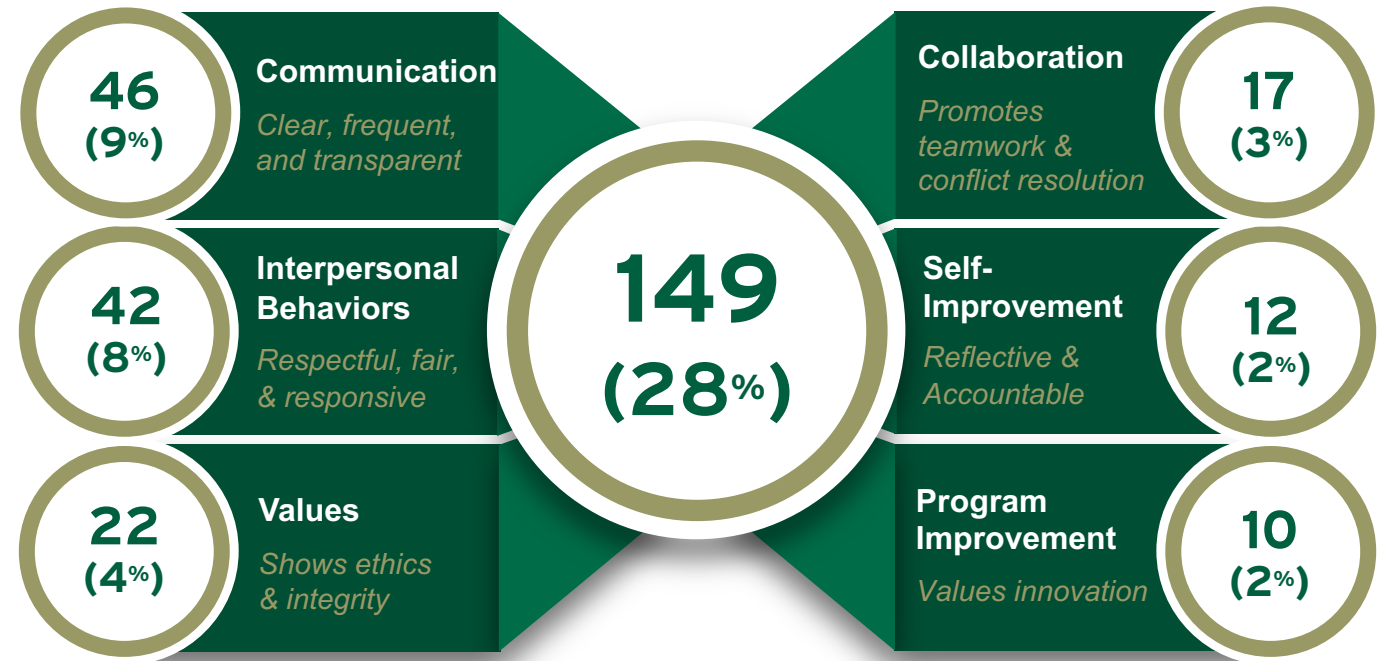 46
(9%)
Communication
Clear, frequent,
and transparent
42
(8%)
Interpersonal
Behaviors
Respectful, fair,
& responsive
22
(4%)
Values
Shows ethics
& integrity
149
(28%)
Collaboration
Promotes
teamwork &
conflict resolution
17
(3%)
Self-
Improvement
Reflective &
Accountable
12
(2%)
Program
Improvement
Values innovation
10
(2%)